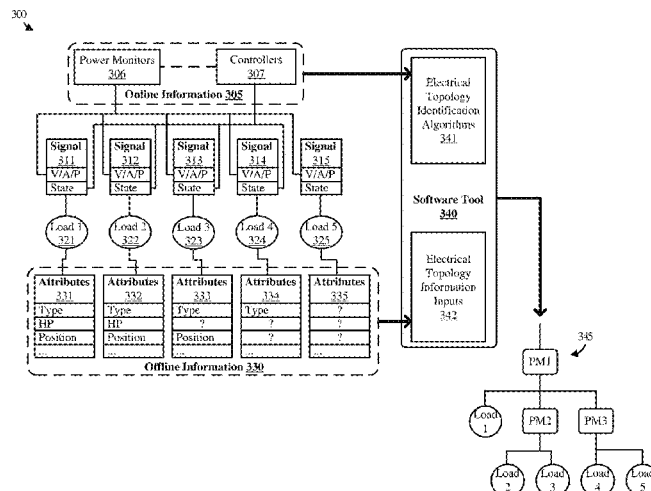 300
Power Monitors
306
Controllers
307
Online Information 305
Signal
311
V/A/P
State
Signal
312
V/A/P
State
Signal
313
V/A/P
State
Signal
314
V/A/P
State
Signal
315
V/A/P
State
Load 1
321
Load 2
322
Load 3
323
Load 4
324
Load 5
325
Attributes
331
Type
HP
Position
...
Attributes
332
Type
HP
Position
...
Attributes
333
Type
?
Position
...
Attributes
334
Type
?
?
...
Attributes
335
?
?
?
...
Offline Information 330
Electrical
Topology
Identification
Algorithms
341
Software Tool
340
Electrical
Topology
Information
Inputs
342
345
PM1
Load
1
PM2
PM3
Load
2
Load
3
Load
4
Load
5